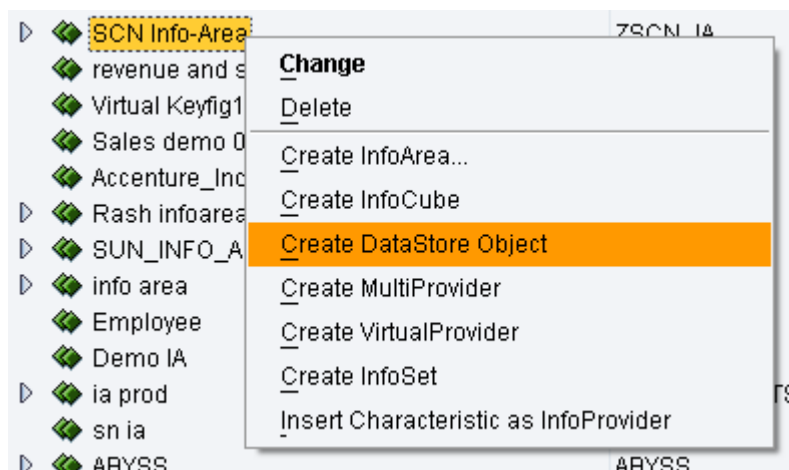 SCN Info-Area ZSCN_IA
Change
revenue and s
Virtual Keyfig1
Delete
Sales demo 0
Create InfoArea...
Accenture_Inc
Create InfoCube
Rash infoarea
SUN_INFO_A
Create DataStore Object
info area
Create MultiProvider
Employee
Create VirtualProvider
Demo IA
Create InfoSet
ia prod
sn ia
Insert Characteristic as InfoProvider
ABYSS ABYSS